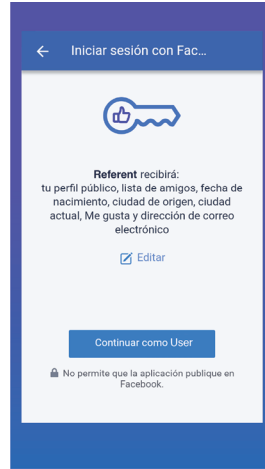 Iniciar sesión con Fac...
Referent recibirá:
tu perfil público, lista de amigos, fecha de
nacimiento, ciudad de origen, ciudad
actual, Me gusta y dirección de correo
electrónico
Editar
Continuar como User
No permite que la aplicación publique en
Facebook.